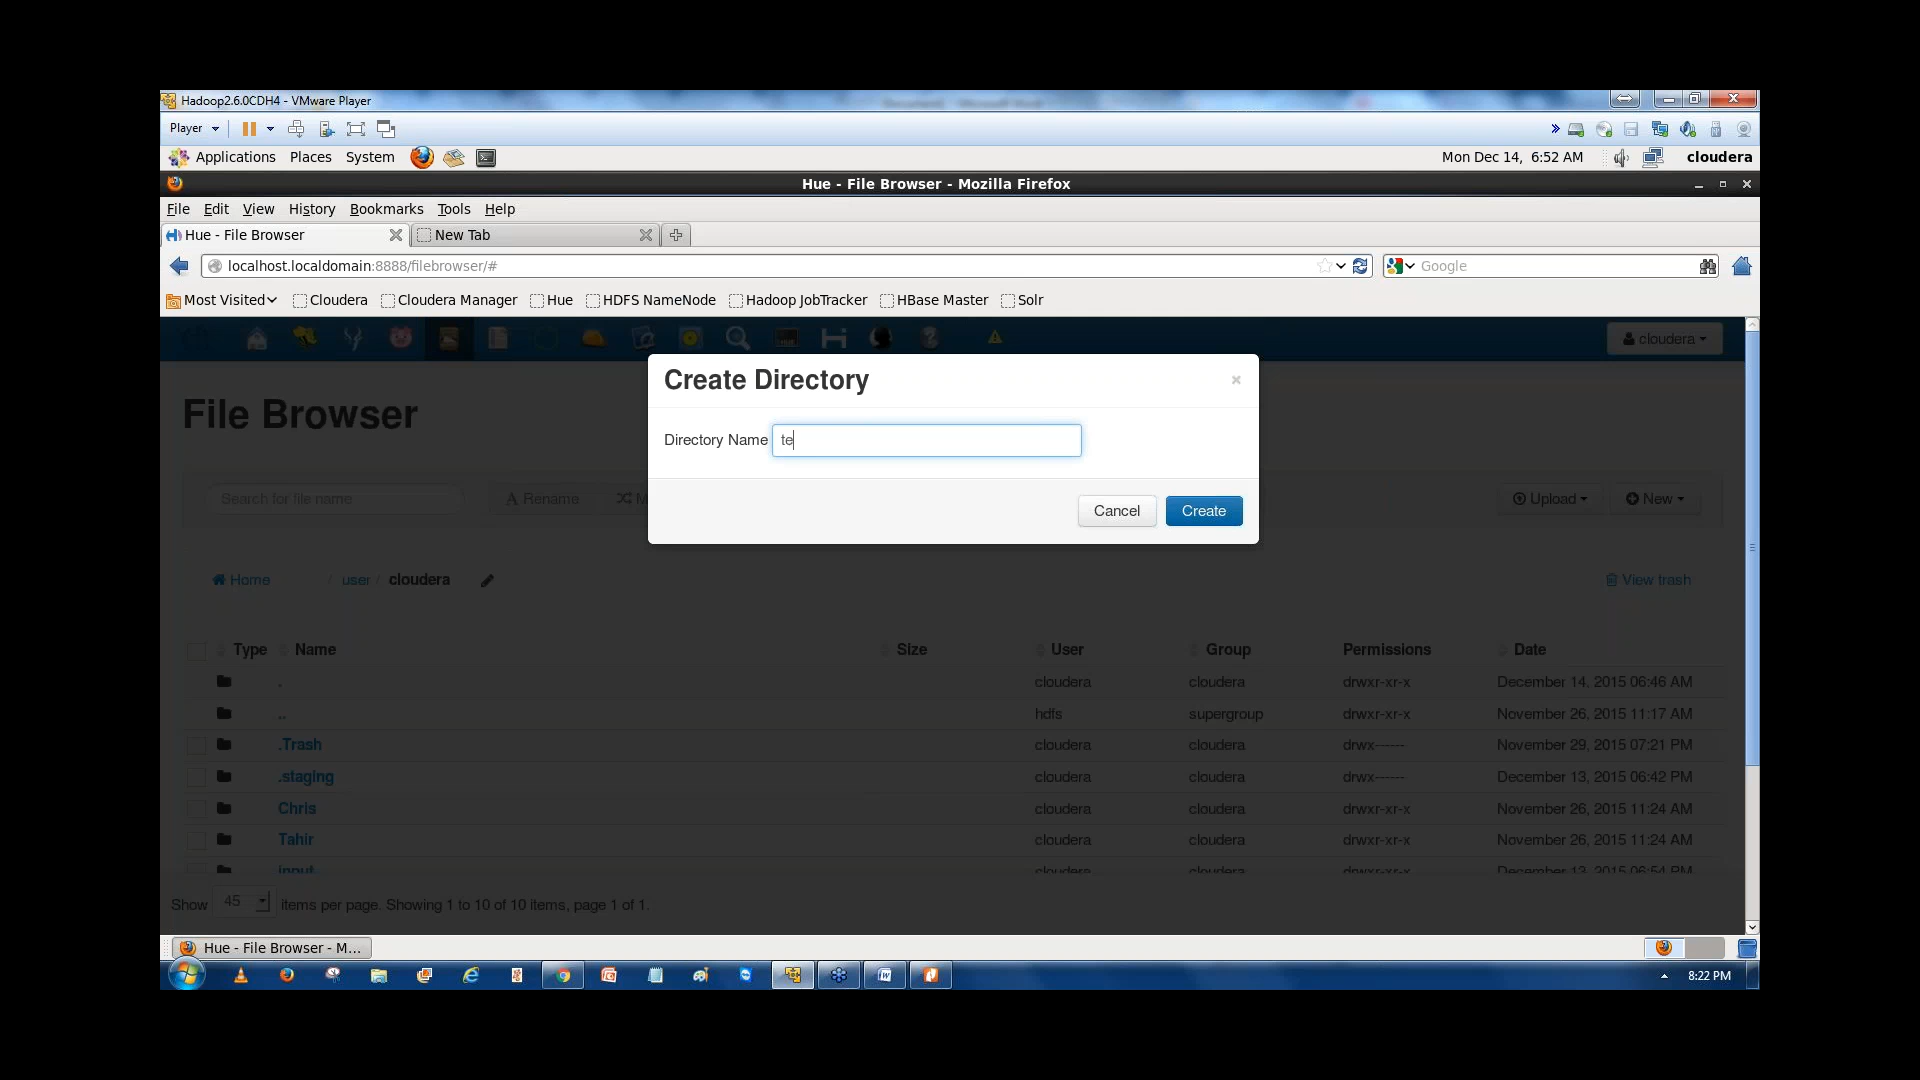 Hadoop2.6.0CDH4 - VMware Player
Player
Applications Places System Mon Dec 14, 6:52 AM cloudera
Hue - File Browser - Mozilla Firefox
File Edit View History Bookmarks Tools Help
Hue - File Browser New Tab
localhost.localdomain:8888/filebrowser/# Google
Most Visited Cloudera Cloudera Manager Hue HDFS NameNode Hadoop JobTracker HBase Master Solr
cloudera
Create Directory ×
File Browser
Directory Name te
Search for file name Rename Upload New
Cancel Create
Home / user / cloudera View trash
Type Name Size User Group Permissions Date
. cloudera cloudera drwxr-xr-x December 14, 2015 06:46 AM
.. hdfs supergroup drwxr-xr-x November 26, 2015 11:17 AM
.Trash cloudera cloudera drwx------ November 29, 2015 07:21 PM
.staging cloudera cloudera drwx------ December 13, 2015 06:42 PM
Chris cloudera cloudera drwxr-xr-x November 26, 2015 11:24 AM
Tahir cloudera cloudera drwxr-xr-x November 26, 2015 11:24 AM
input cloudera cloudera drwxr-xr-x December 13, 2015 06:54 PM
Show 45 items per page. Showing 1 to 10 of 10 items, page 1 of 1.
Hue - File Browser - M...
8:22 PM